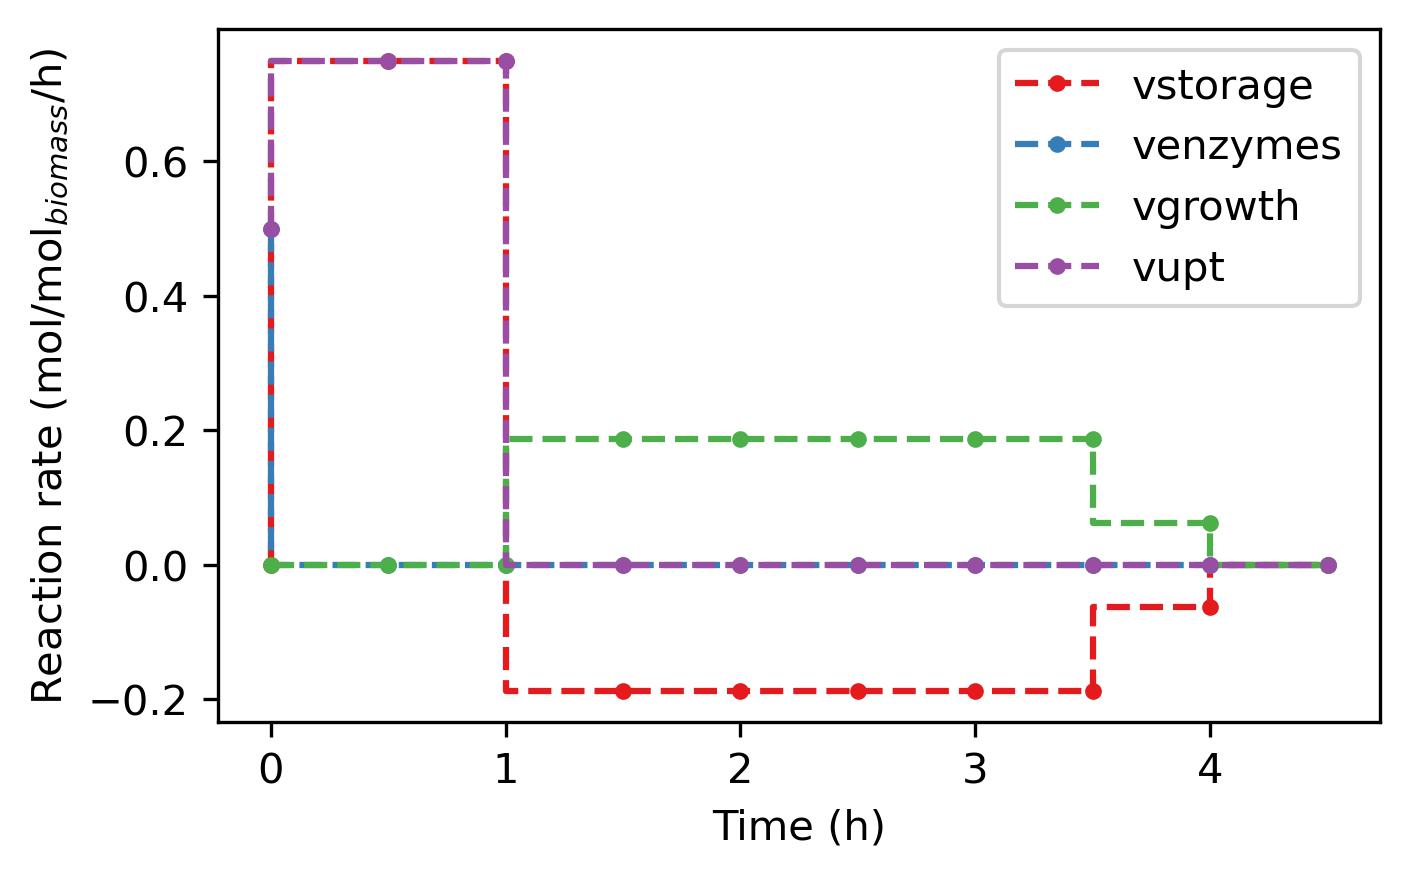 Reaction rate (mol/mol_biomass/h)
0.6
0.4
0.2
0.0
−0.2
0
1
2
3
4
Time (h)
vstorage
venzymes
vgrowth
vupt